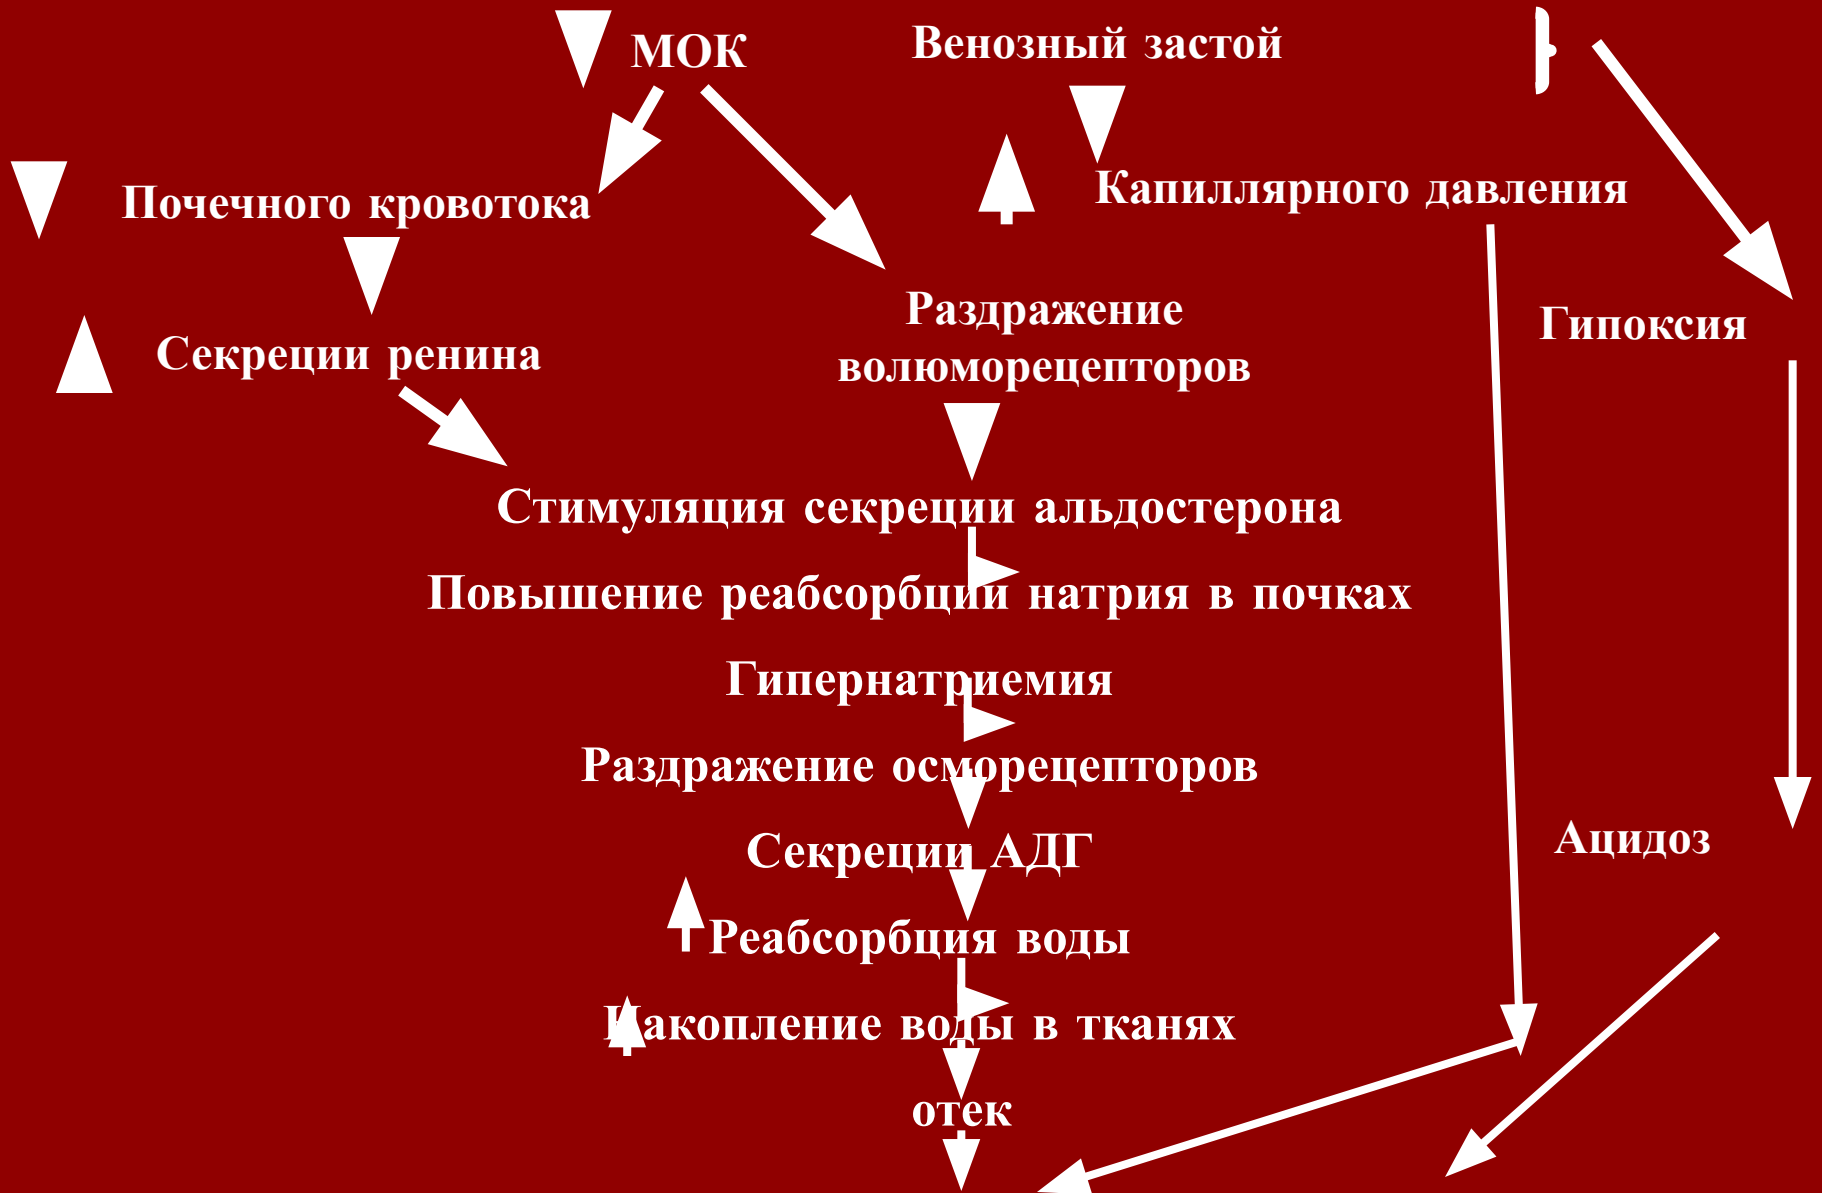 МОК
Венозный застой
Почечного кровотока
Капиллярного давления
Раздражение
волюморецепторов
Гипоксия
Секреции ренина
Стимуляция секреции альдостерона
Повышение реабсорбции натрия в почках
Гипернатриемия
Раздражение осморецепторов
Секреции АДГ
Ацидоз
Реабсорбция воды
Накопление воды в тканях
отек